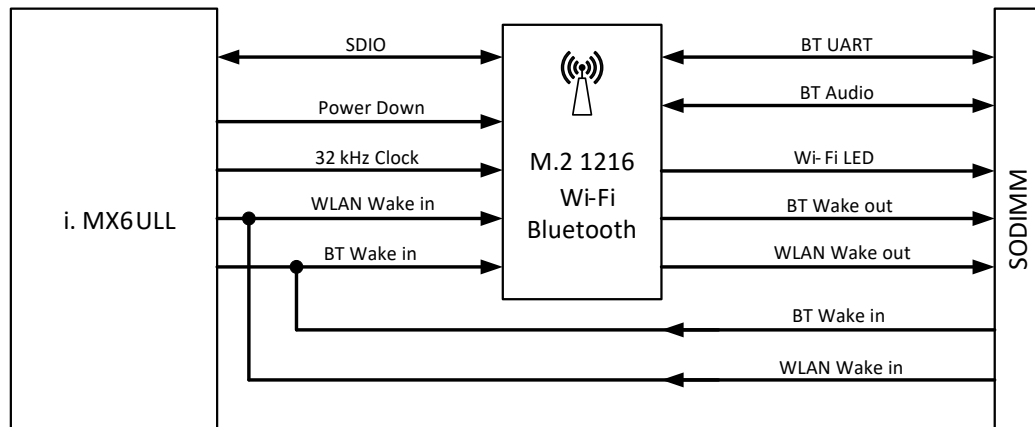 SDIO
BT UART
BT Audio
Power Down
32 kHz Clock
M.2 1216
Wi-Fi
Bluetooth
Wi-Fi LED
WLAN Wake in
BT Wake out
i. MX6ULL
BT Wake in
WLAN Wake out
SODIMM
BT Wake in
WLAN Wake in